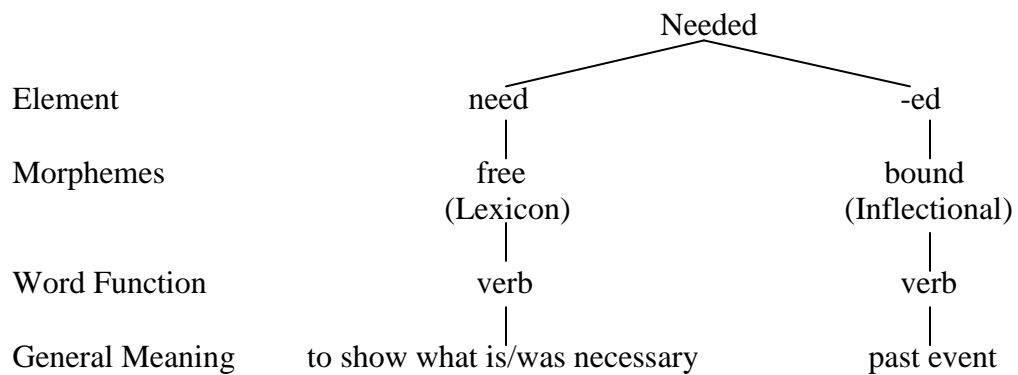 Needed
Element need -ed
Morphemes free bound
(Lexicon) (Inflectional)
Word Function verb verb
General Meaning to show what is/was necessary past event